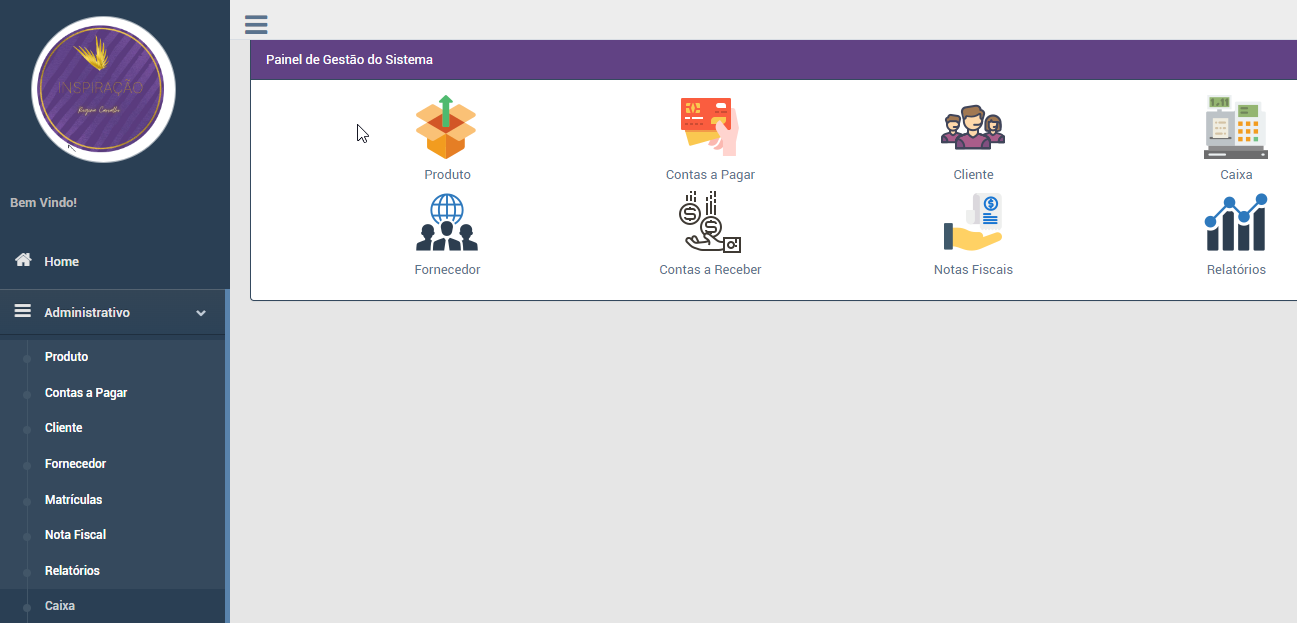 INSPIRAÇÃO
Bem Vindo!
Home
Administrativo
Produto
Contas a Pagar
Cliente
Fornecedor
Matrículas
Nota Fiscal
Relatórios
Caixa
Painel de Gestão do Sistema
Produto
Contas a Pagar
Cliente
Caixa
Fornecedor
Contas a Receber
Notas Fiscais
Relatórios